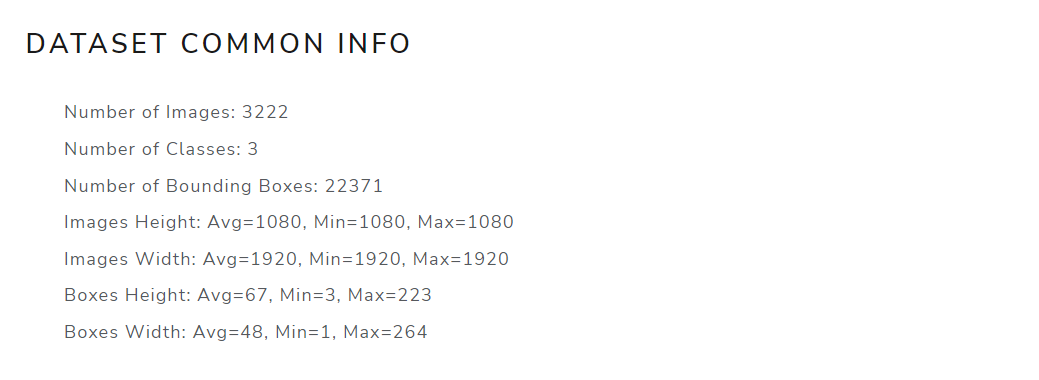 DATASET COMMON INFO
Number of Images: 3222
Number of Classes: 3
Number of Bounding Boxes: 22371
Images Height: Avg=1080, Min=1080, Max=1080
Images Width: Avg=1920, Min=1920, Max=1920
Boxes Height: Avg=67, Min=3, Max=223
Boxes Width: Avg=48, Min=1, Max=264